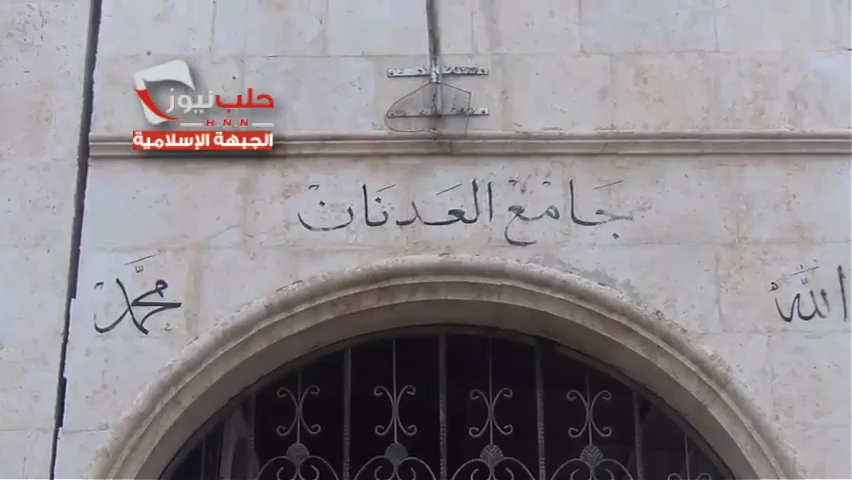 حلب نيوز
H.N.N
الجبهة الإسلامية
جامع العدنان
الله
محمد